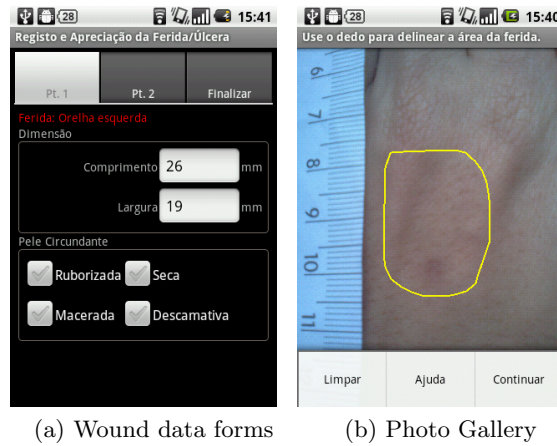 28 15:41
Registo e Apreciação da Ferida/Úlcera
Pt. 1 Pt. 2 Finalizar
Ferida: Orelha esquerda
Dimensão
Comprimento 26 mm
Largura 19 mm
Pele Circundante
Ruborizada Seca
Macerada Descamativa
(a) Wound data forms
28 15:40
Use o dedo para delinear a área da ferida.
6
7
8
9
10
11
Limpar Ajuda Continuar
(b) Photo Gallery